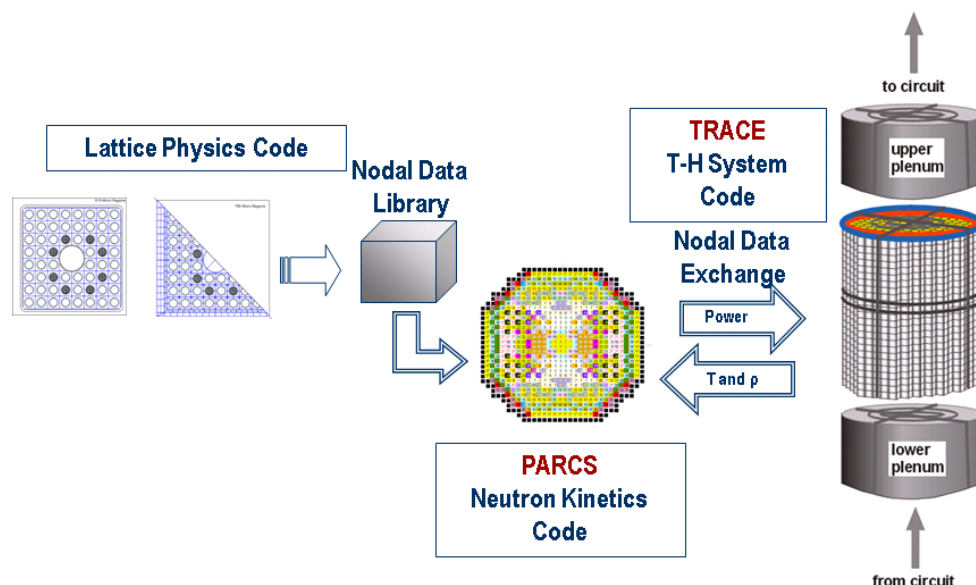 Lattice Physics Code
Nodal Data
Library
TRACE
T-H System
Code
Nodal Data
Exchange
Power
T and ρ
PARCS
Neutron Kinetics
Code
to circuit
upper
plenum
lower
plenum
from circuit